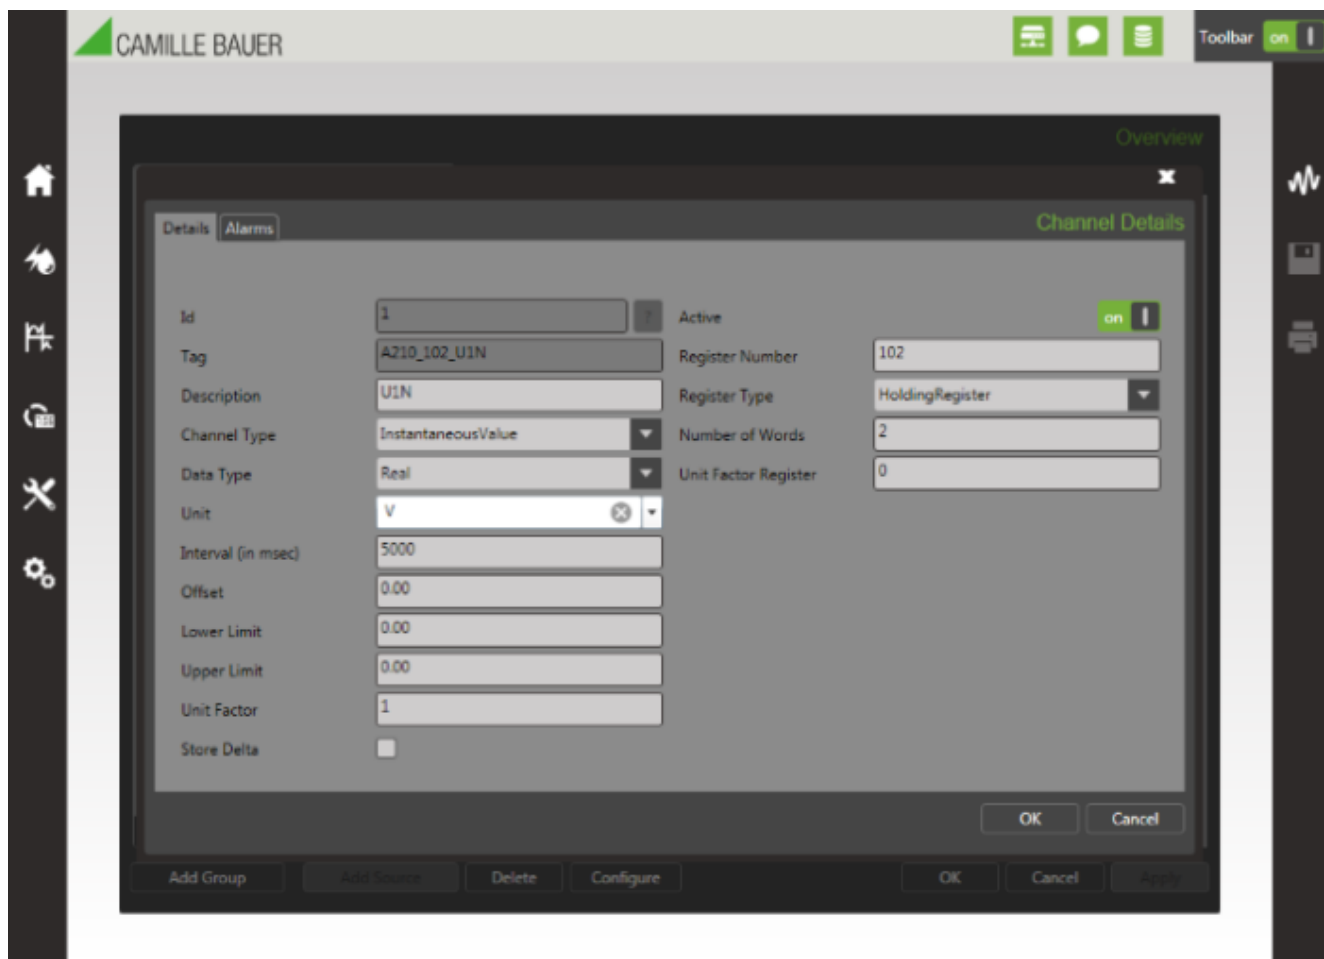 CAMILLE BAUER
Toolbar on
Overview
Details Alarms
Channel Details
Id 1 ? Active on
Tag A210_102_U1N Register Number 102
Description U1N Register Type HoldingRegister
Channel Type InstantaneousValue Number of Words 2
Data Type Real Unit Factor Register 0
Unit V
Interval (in msec) 5000
Offset 0.00
Lower Limit 0.00
Upper Limit 0.00
Unit Factor 1
Store Delta
OK Cancel
Add Group Add Source Delete Configure OK Cancel Apply